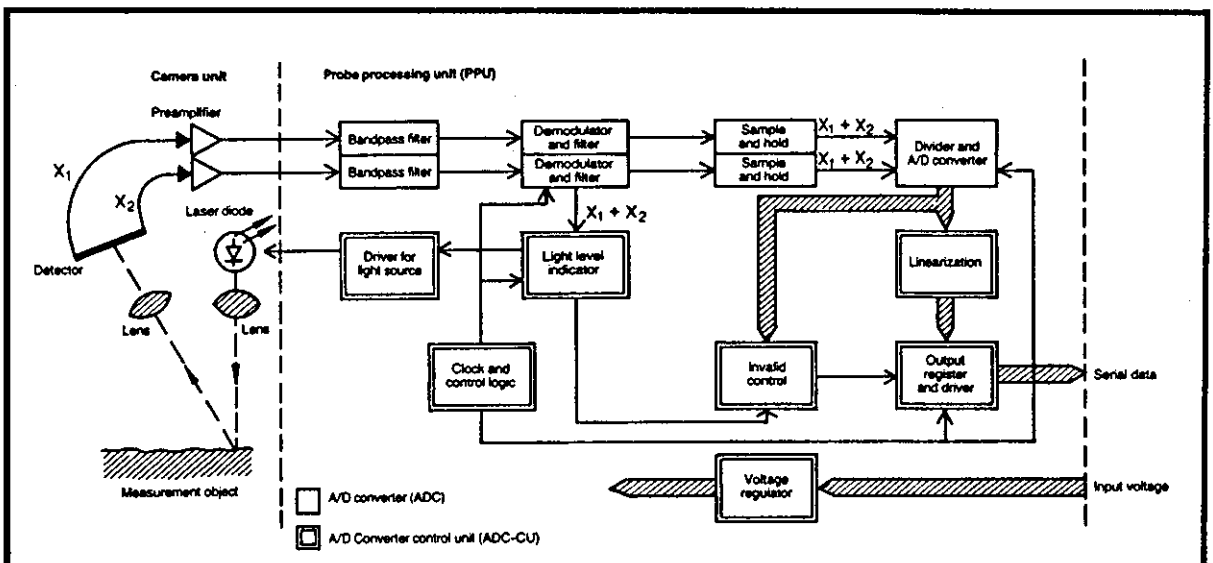 Camera unit
Probe processing unit (PPU)
Preamplifier
X1
X2
Bandpass filter
Bandpass filter
Demodulator
and filter
Demodulator
and filter
Sample
and hold
Sample
and hold
X1 + X2
X1 + X2
Divider and
A/D converter
Laser diode
X1 + X2
Detector
Driver for
light source
Light level
indicator
Linearization
Lens
Lens
Clock and
control logic
Invalid
control
Output
register
and driver
Serial data
Measurement object
Voltage
regulator
Input voltage
A/D converter (ADC)
A/D Converter control unit (ADC-CU)